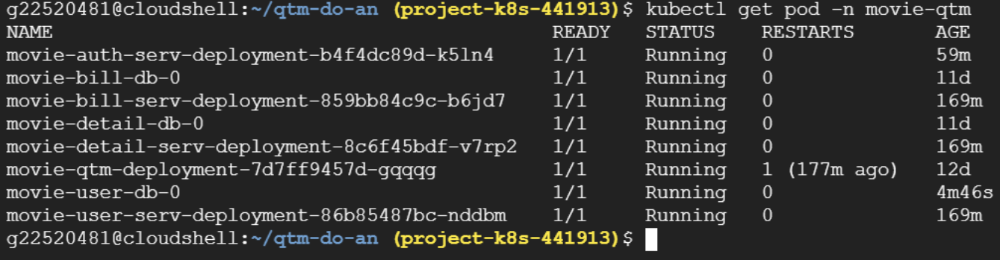 g22520481@cloudshell:~/qtm-do-an (project-k8s-441913)$ kubectl get pod -n movie-qtm
NAME READY STATUS RESTARTS AGE
movie-auth-serv-deployment-b4f4dc89d-k5ln4 1/1 Running 0 59m
movie-bill-db-0 1/1 Running 0 11d
movie-bill-serv-deployment-859bb84c9c-b6jd7 1/1 Running 0 169m
movie-detail-db-0 1/1 Running 0 11d
movie-detail-serv-deployment-8c6f45bdf-v7rp2 1/1 Running 0 169m
movie-qtm-deployment-7d7ff9457d-gqqqg 1/1 Running 1 (177m ago) 12d
movie-user-db-0 1/1 Running 0 4m46s
movie-user-serv-deployment-86b85487bc-nddbm 1/1 Running 0 169m
g22520481@cloudshell:~/qtm-do-an (project-k8s-441913)$